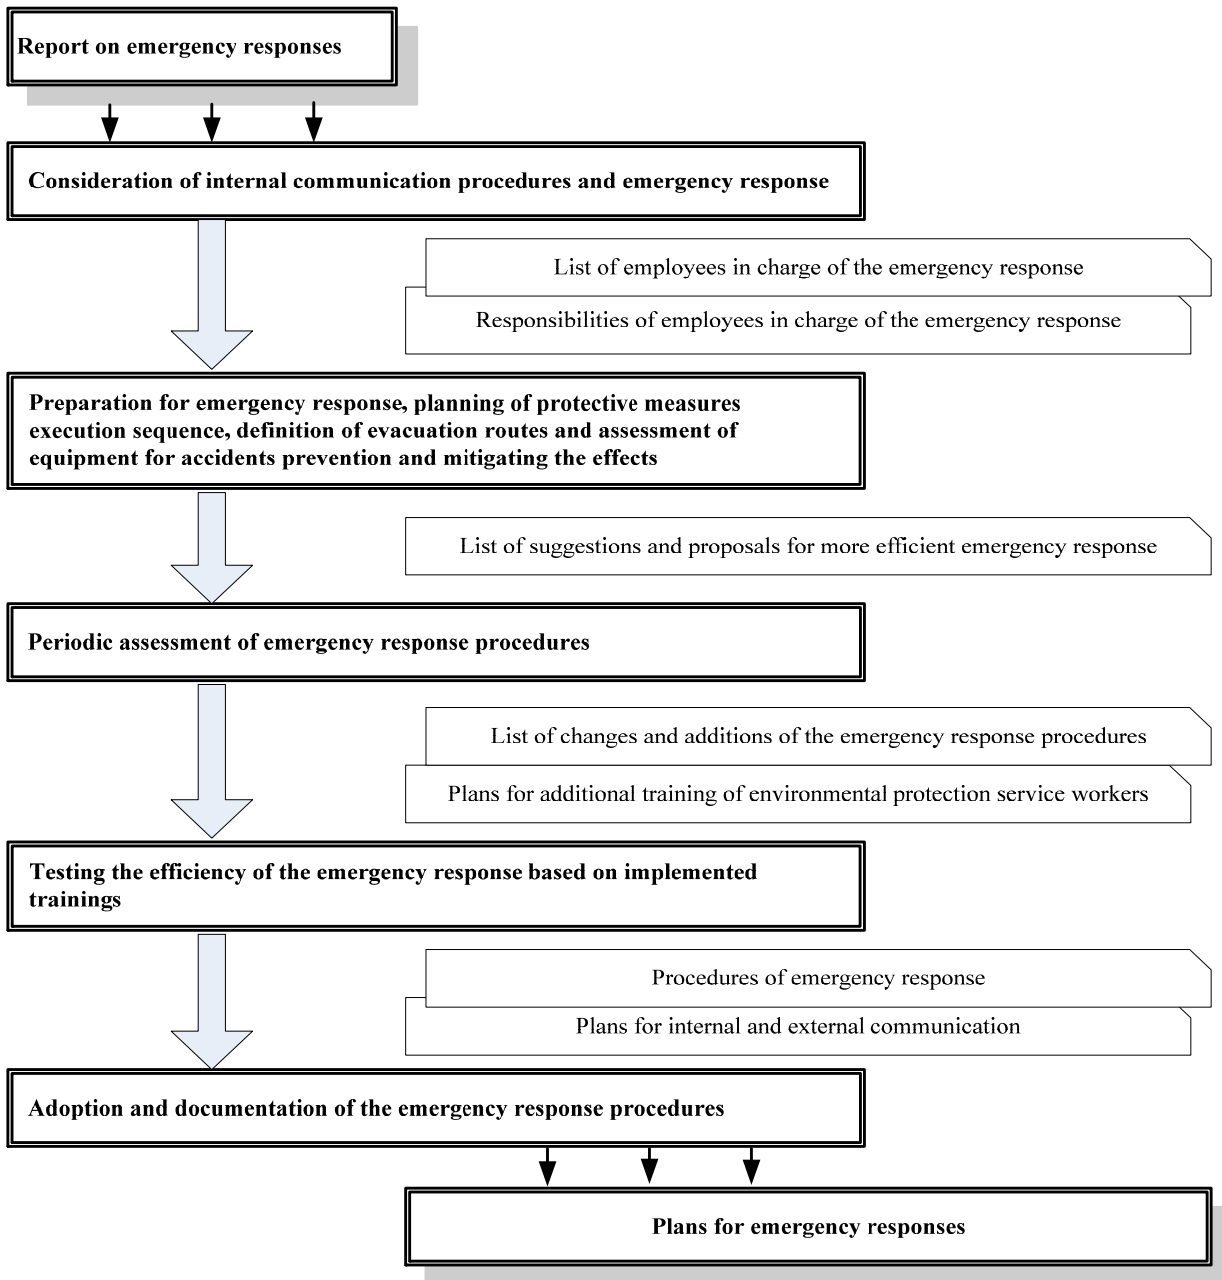 Report on emergency responses
Consideration of internal communication procedures and emergency response
List of employees in charge of the emergency response
Responsibilities of employees in charge of the emergency response
Preparation for emergency response, planning of protective measures
execution sequence, definition of evacuation routes and assessment of
equipment for accidents prevention and mitigating the effects
List of suggestions and proposals for more efficient emergency response
Periodic assessment of emergency response procedures
List of changes and additions of the emergency response procedures
Plans for additional training of environmental protection service workers
Testing the efficiency of the emergency response based on implemented
trainings
Procedures of emergency response
Plans for internal and external communication
Adoption and documentation of the emergency response procedures
Plans for emergency responses